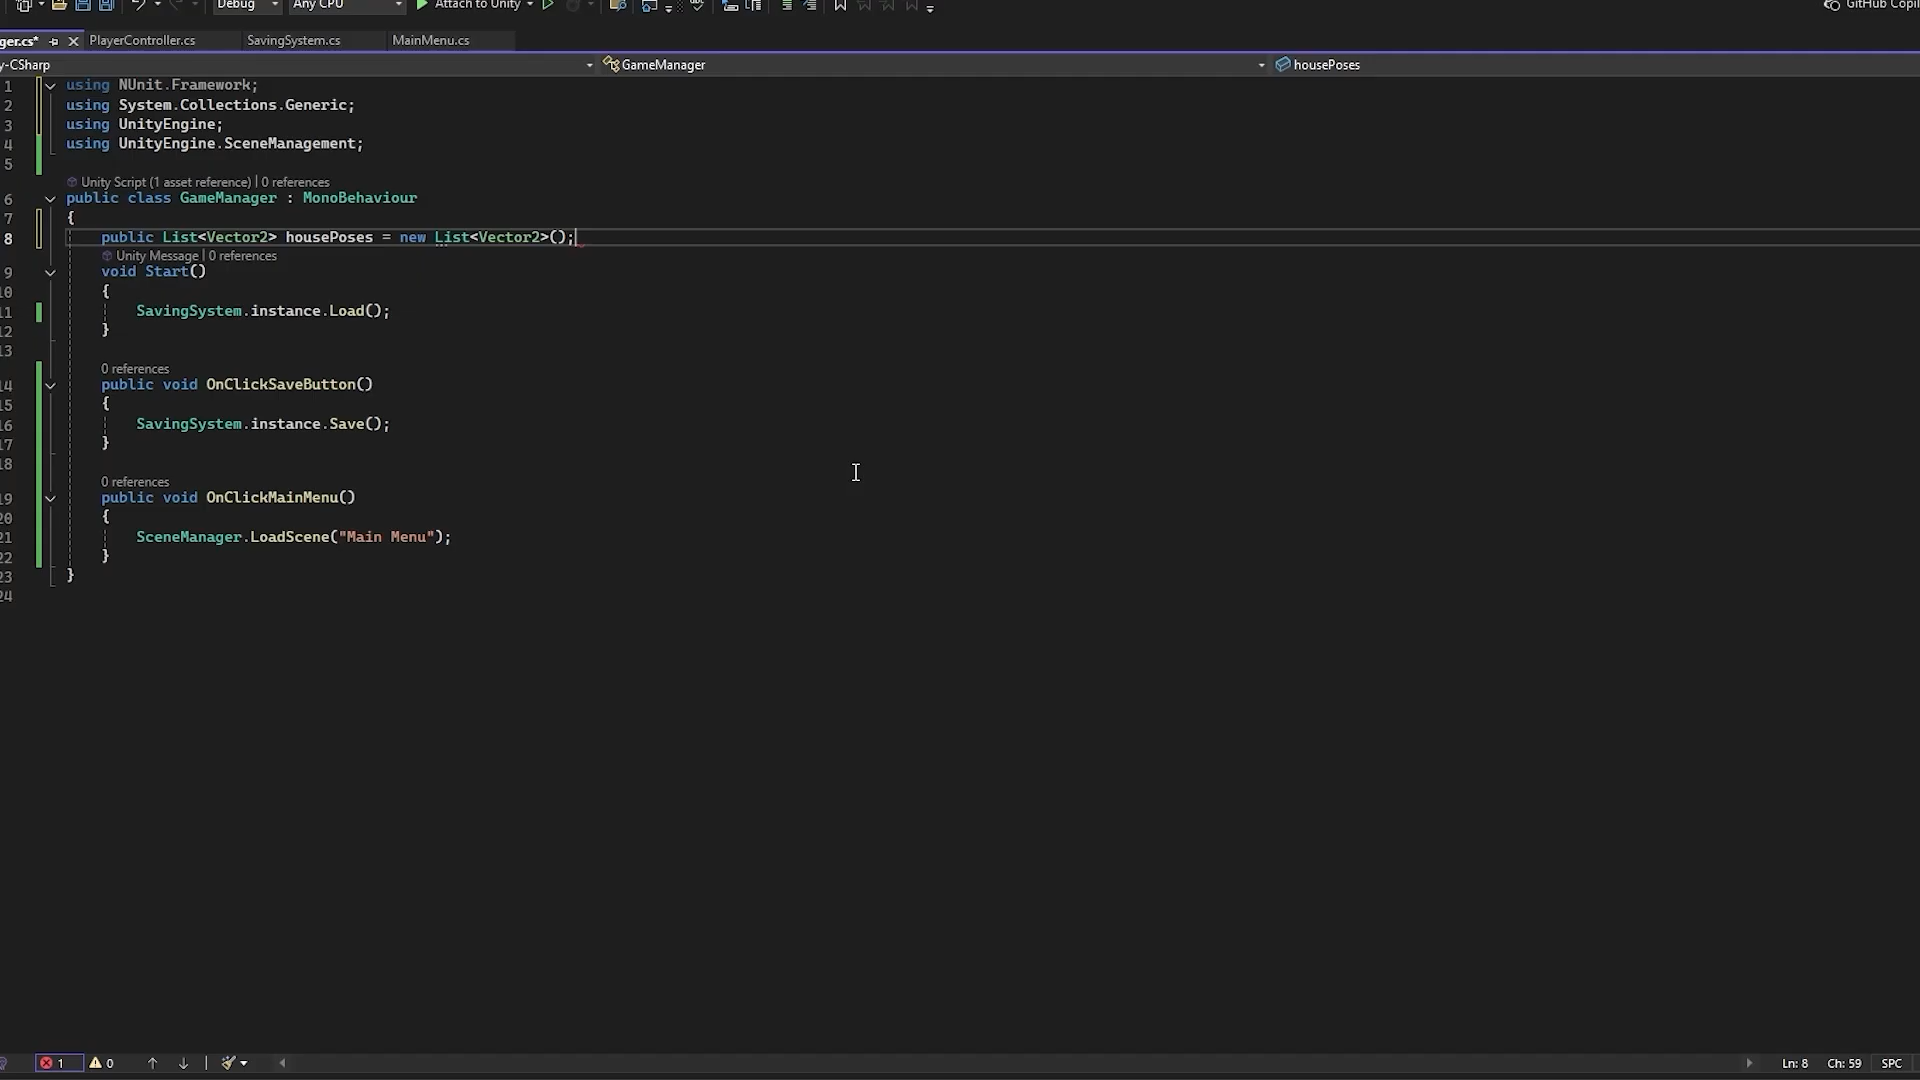 Debug Any CPU Attach to Unity GitHub Copil
ger.cs* PlayerController.cs SavingSystem.cs MainMenu.cs
y-CSharp GameManager housePoses
1 using NUnit.Framework;
2 using System.Collections.Generic;
3 using UnityEngine;
4 using UnityEngine.SceneManagement;
5
Unity Script (1 asset reference) | 0 references
6 public class GameManager : MonoBehaviour
7 {
8 public List<Vector2> housePoses = new List<Vector2>();
Unity Message | 0 references
9 void Start()
10 {
11 SavingSystem.instance.Load();
12 }
13
0 references
14 public void OnClickSaveButton()
15 {
16 SavingSystem.instance.Save();
17 }
18
0 references
19 public void OnClickMainMenu()
20 {
21 SceneManager.LoadScene("Main Menu");
22 }
23 }
24
1 0 Ln: 8 Ch: 59 SPC